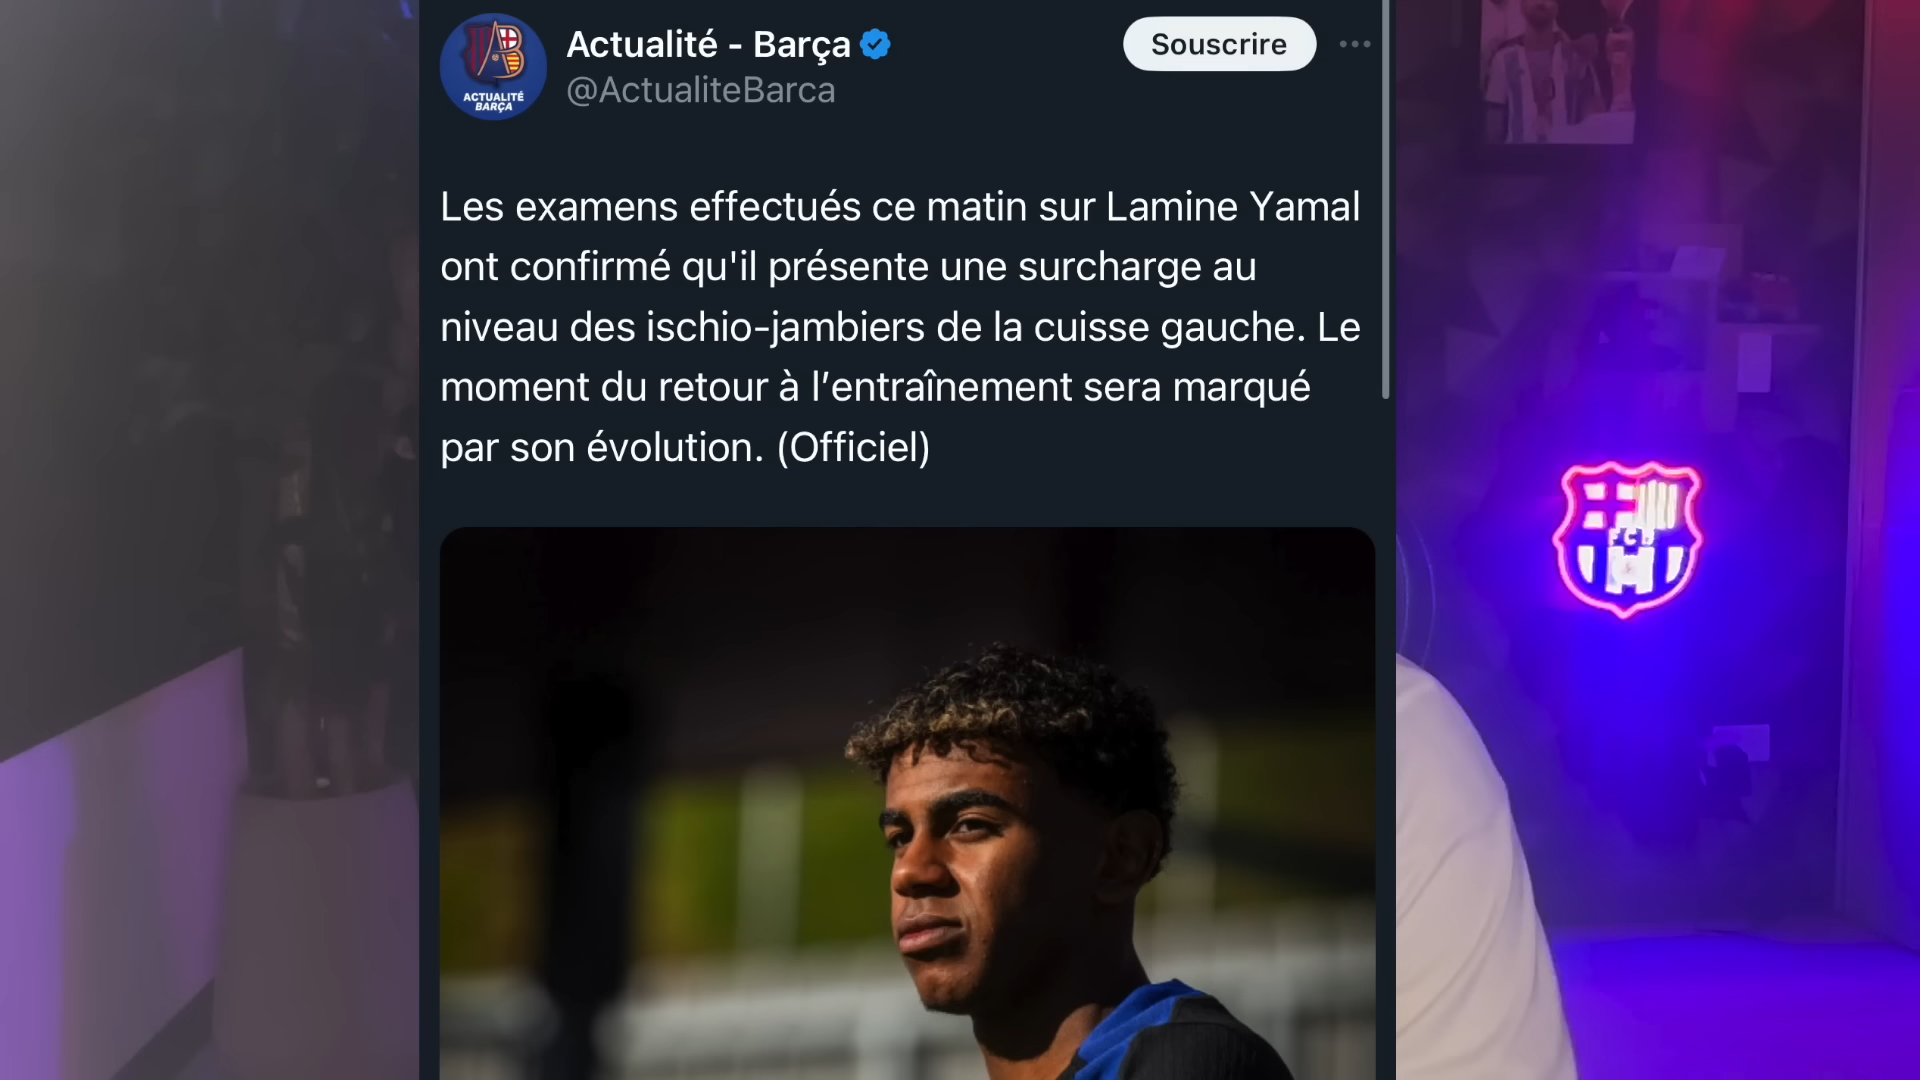 Actualité - Barça
Souscrire
@ActualiteBarca
ACTUALITÉ
BARÇA
Les examens effectués ce matin sur Lamine Yamal
ont confirmé qu'il présente une surcharge au
niveau des ischio-jambiers de la cuisse gauche. Le
moment du retour à l’entraînement sera marqué
par son évolution. (Officiel)
FCB